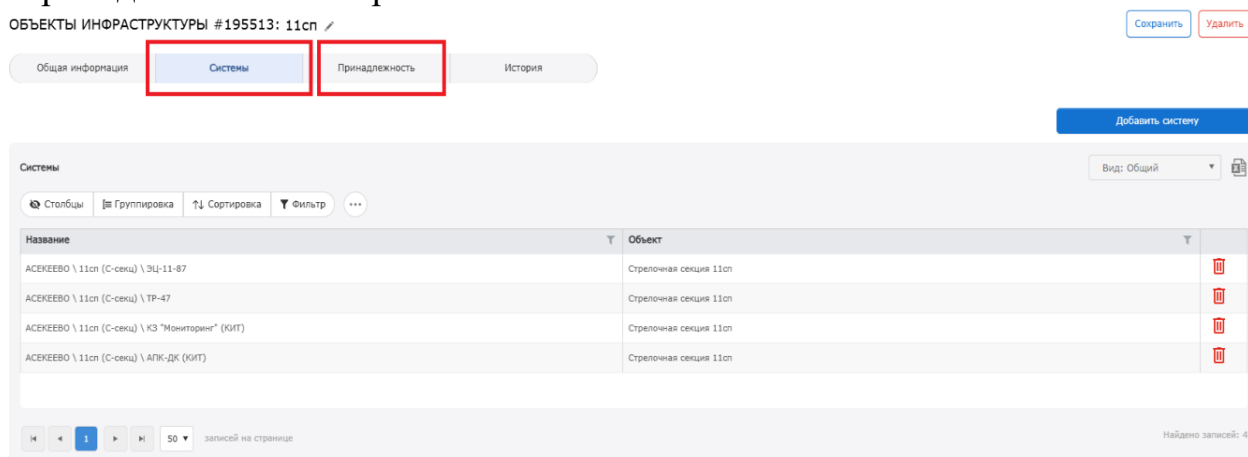 ОБЪЕКТЫ ИНФРАСТРУКТУРЫ #195513: 11сп
Сохранить Удалить
Общая информация Системы Принадлежность История
Добавить систему
Системы Вид: Общий
Столбцы Группировка Сортировка Фильтр
Название Объект
АСЕКЕЕВО \ 11сп (С-секц) \ ЭЦ-11-87 Стрелочная секция 11сп
АСЕКЕЕВО \ 11сп (С-секц) \ ТР-47 Стрелочная секция 11сп
АСЕКЕЕВО \ 11сп (С-секц) \ КЗ "Мониторинг" (КИТ) Стрелочная секция 11сп
АСЕКЕЕВО \ 11сп (С-секц) \ АПК-ДК (КИТ) Стрелочная секция 11сп
1 50 записей на странице Найдено записей: 4